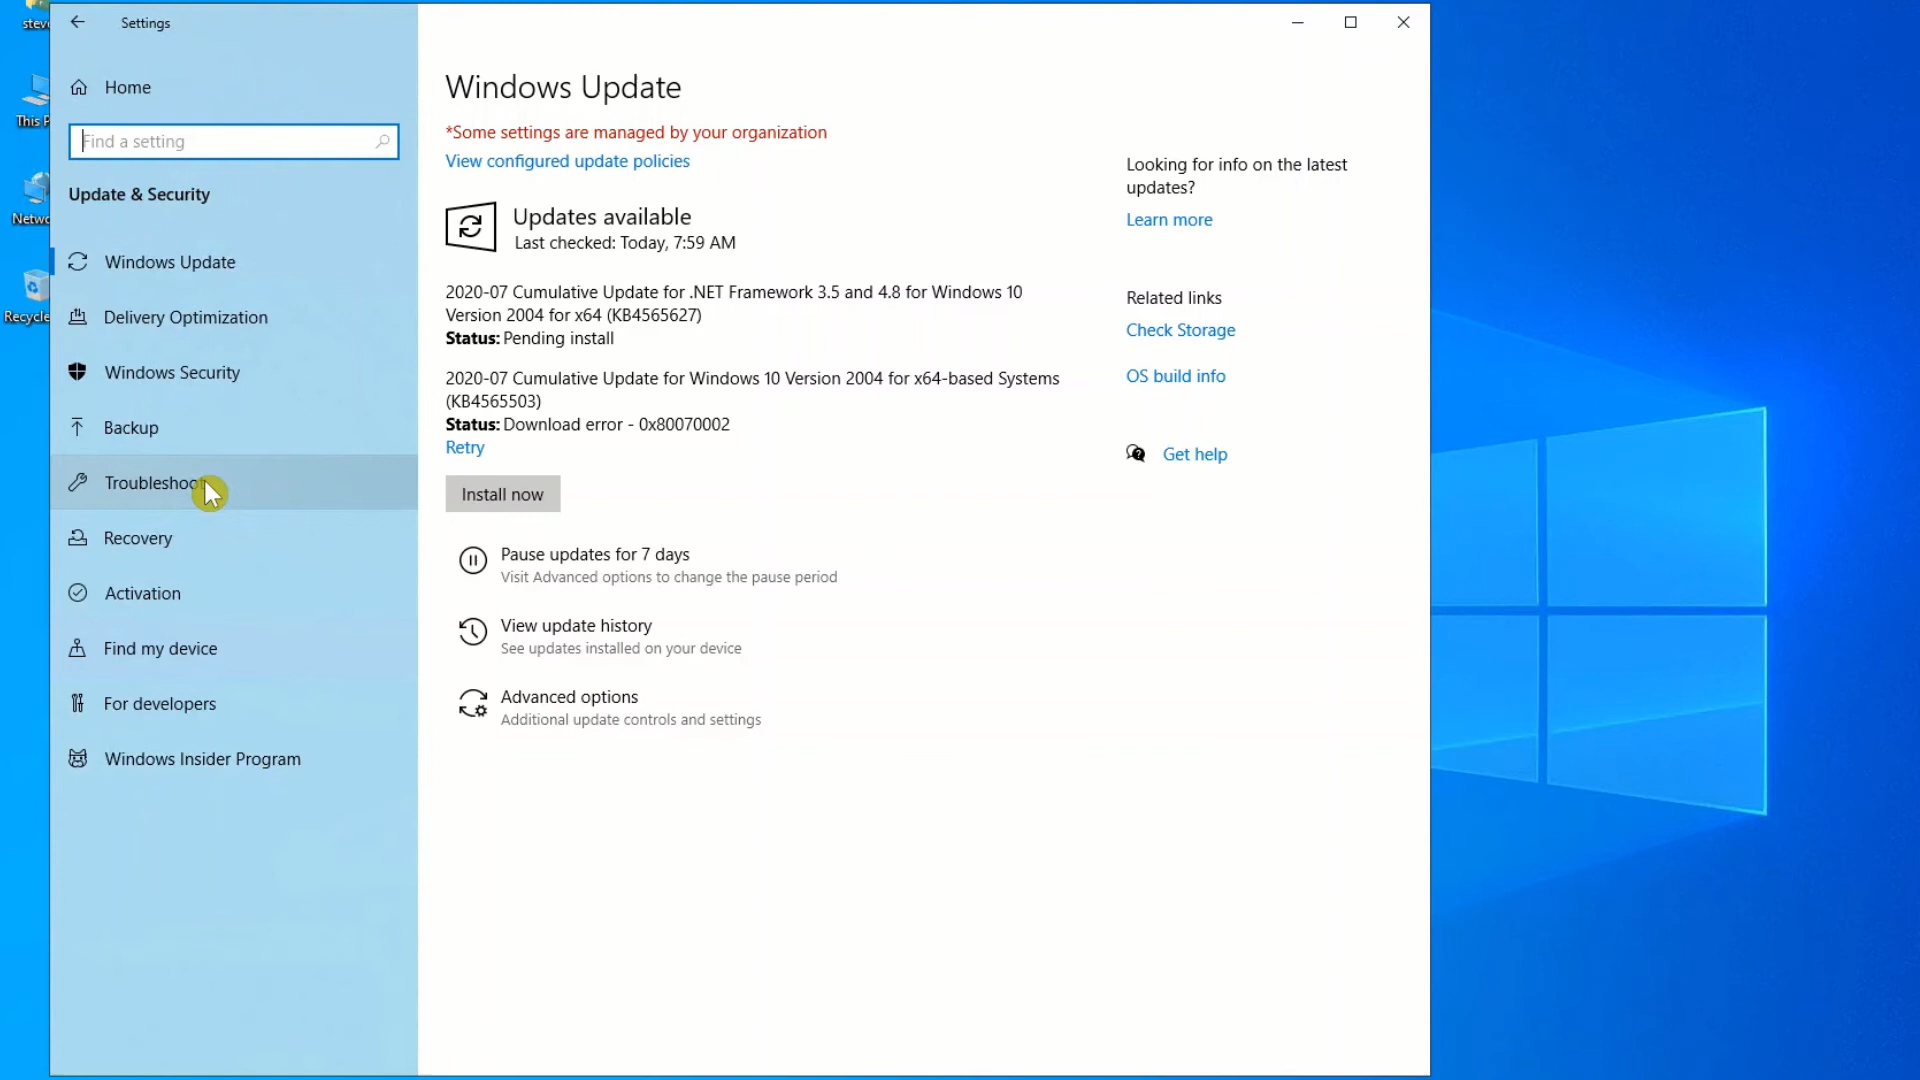 steve
This P
Netwo
Recycle
Settings
Home
Find a setting
Update & Security
Windows Update
Delivery Optimization
Windows Security
Backup
Troubleshoot
Recovery
Activation
Find my device
For developers
Windows Insider Program
Windows Update
*Some settings are managed by your organization
View configured update policies
Updates available
Last checked: Today, 7:59 AM
2020-07 Cumulative Update for .NET Framework 3.5 and 4.8 for Windows 10
Version 2004 for x64 (KB4565627)
Status: Pending install
2020-07 Cumulative Update for Windows 10 Version 2004 for x64-based Systems
(KB4565503)
Status: Download error - 0x80070002
Retry
Install now
Pause updates for 7 days
Visit Advanced options to change the pause period
View update history
See updates installed on your device
Advanced options
Additional update controls and settings
Looking for info on the latest
updates?
Learn more
Related links
Check Storage
OS build info
Get help